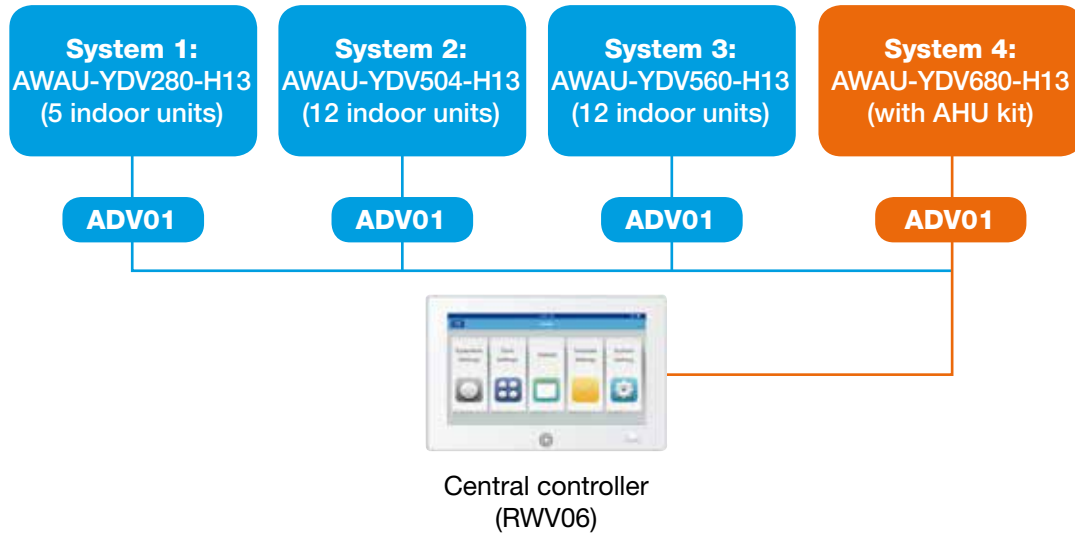 System 1:
AWAU-YDV280-H13
(5 indoor units)
System 2:
AWAU-YDV504-H13
(12 indoor units)
System 3:
AWAU-YDV560-H13
(12 indoor units)
System 4:
AWAU-YDV680-H13
(with AHU kit)
ADV01
ADV01
ADV01
ADV01
Central controller
(RWV06)